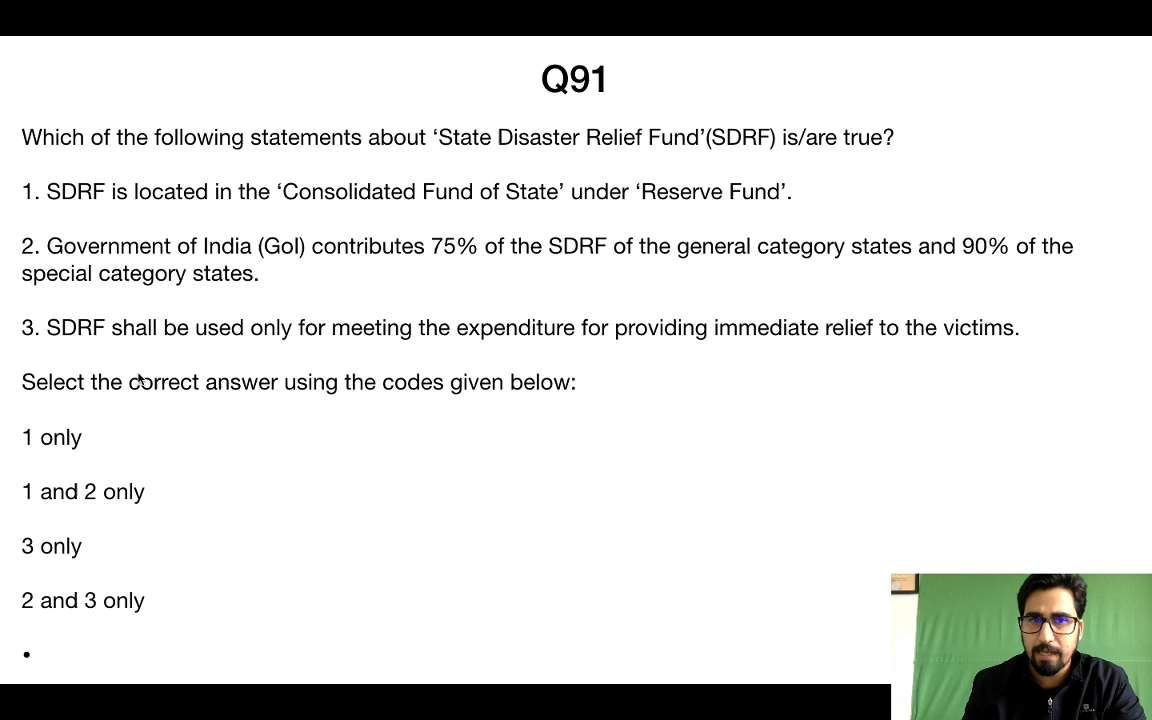 Q91
Which of the following statements about ‘State Disaster Relief Fund’(SDRF) is/are true?
1. SDRF is located in the ‘Consolidated Fund of State’ under ‘Reserve Fund’.
2. Government of India (GoI) contributes 75% of the SDRF of the general category states and 90% of the
special category states.
3. SDRF shall be used only for meeting the expenditure for providing immediate relief to the victims.
Select the correct answer using the codes given below:
1 only
1 and 2 only
3 only
2 and 3 only
•